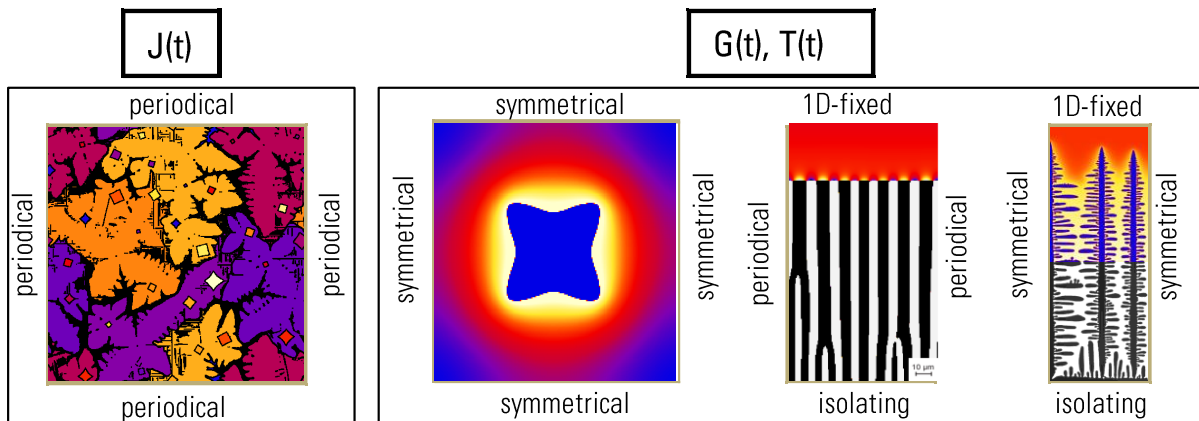 J(t)
G(t), T(t)
periodical
symmetrical
1D-fixed
1D-fixed
periodical
periodical
symmetrical
symmetrical
periodical
periodical
symmetrical
symmetrical
10 µm
periodical
symmetrical
isolating
isolating